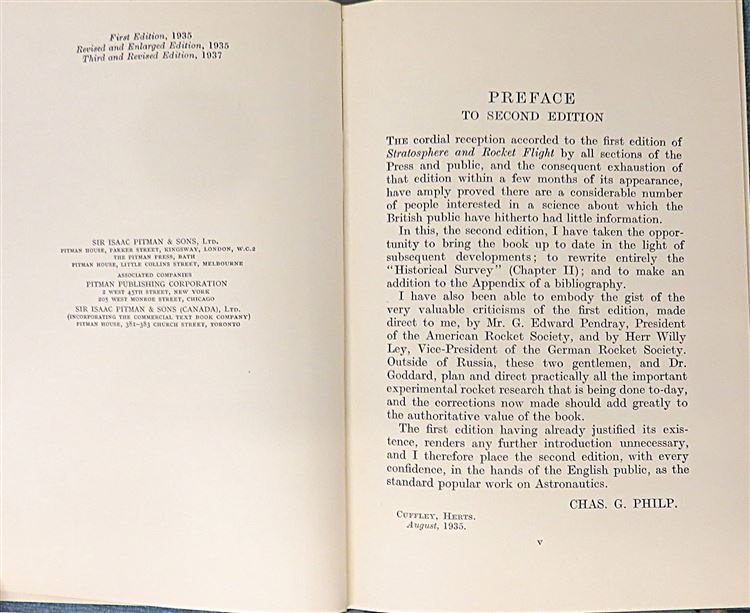 First Edition, 1935
Revised and Enlarged Edition, 1935
Third and Revised Edition, 1937
SIR ISAAC PITMAN & SONS, LTD.
PITMAN HOUSE, PARKER STREET, KINGSWAY, LONDON, W.C.2
THE PITMAN PRESS, BATH
PITMAN HOUSE, LITTLE COLLINS STREET, MELBOURNE
ASSOCIATED COMPANIES
PITMAN PUBLISHING CORPORATION
2 WEST 45TH STREET, NEW YORK
205 WEST MONROE STREET, CHICAGO
SIR ISAAC PITMAN & SONS (CANADA), LTD.
(INCORPORATING THE COMMERCIAL TEXT BOOK COMPANY)
PITMAN HOUSE, 381-383 CHURCH STREET, TORONTO
PREFACE
TO SECOND EDITION
THE cordial reception accorded to the first edition of
Stratosphere and Rocket Flight by all sections of the
Press and public, and the consequent exhaustion of
that edition within a few months of its appearance,
have amply proved there are a considerable number
of people interested in a science about which the
British public have hitherto had little information.
In this, the second edition, I have taken the oppor-
tunity to bring the book up to date in the light of
subsequent developments; to rewrite entirely the
"Historical Survey" (Chapter II); and to make an
addition to the Appendix of a bibliography.
I have also been able to embody the gist of the
very valuable criticisms of the first edition, made
direct to me, by Mr. G. Edward Pendray, President
of the American Rocket Society, and by Herr Willy
Ley, Vice-President of the German Rocket Society.
Outside of Russia, these two gentlemen, and Dr.
Goddard, plan and direct practically all the important
experimental rocket research that is being done to-day,
and the corrections now made should add greatly to
the authoritative value of the book.
The first edition having already justified its exis-
tence, renders any further introduction unnecessary,
and I therefore place the second edition, with every
confidence, in the hands of the English public, as the
standard popular work on Astronautics.
CHAS. G. PHILP.
CUFFLEY, HERTS.
August, 1935.
v